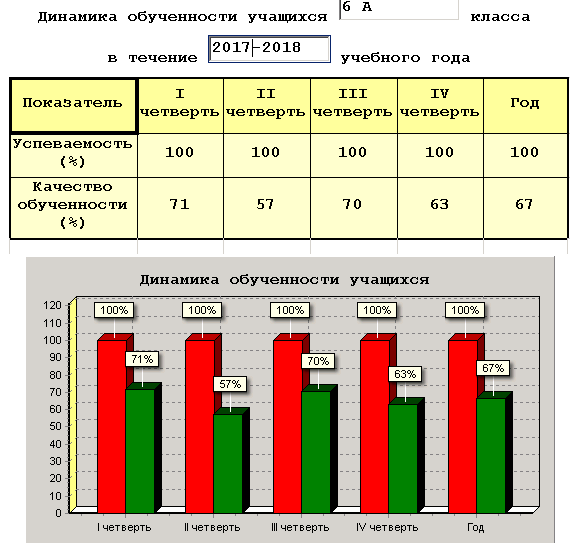 Динамика обученности учащихся 6 А класса
в течение 2017-2018 учебного года
Показатель I четверть II четверть III четверть IV четверть Год
Успеваемость (%) 100 100 100 100 100
Качество обученности (%) 71 57 70 63 67
Динамика обученности учащихся
120
110
100
90
80
70
60
50
40
30
20
10
0
100% 100% 100% 100% 100%
71% 57% 70% 63% 67%
I четверть II четверть III четверть IV четверть Год